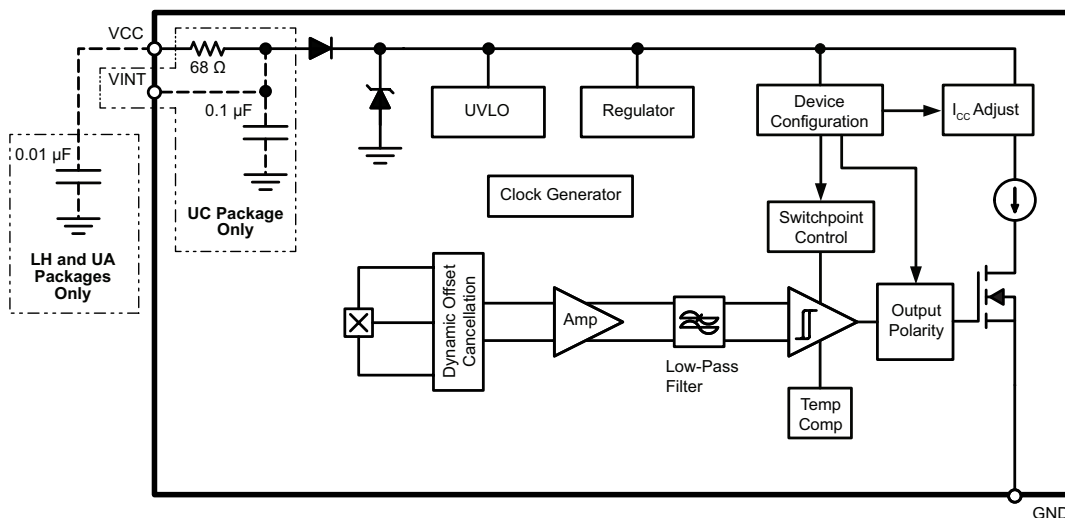 VCC
68 Ω
VINT
0.1 µF
UC Package
Only
0.01 µF
LH and UA
Packages
Only
UVLO
Regulator
Device
Configuration
I_CC Adjust
Clock Generator
Switchpoint
Control
Dynamic Offset
Cancellation
Amp
Low-Pass
Filter
Output
Polarity
Temp
Comp
GND